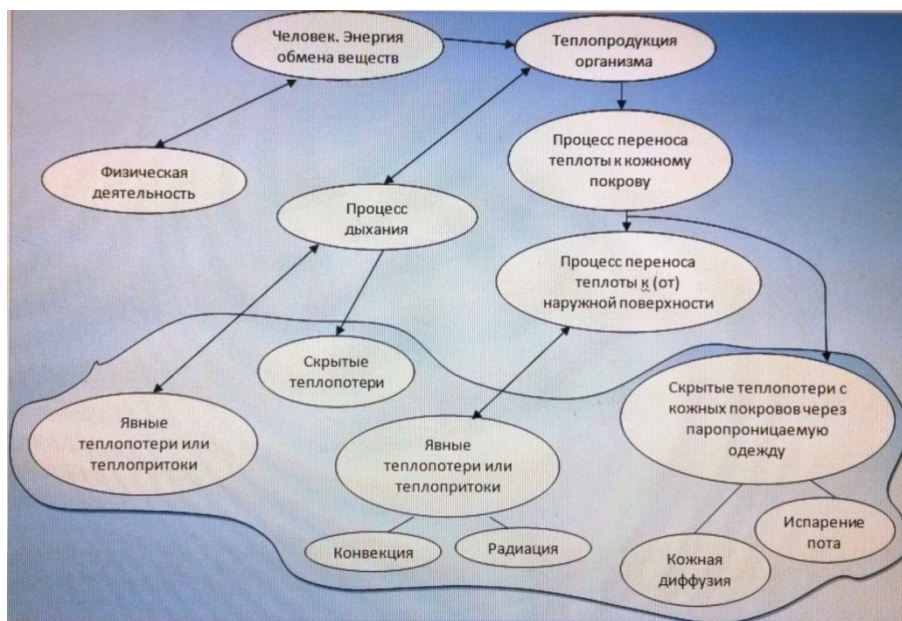 Человек. Энергия
обмена веществ
Теплопродукция
организма
Физическая
деятельность
Процесс переноса
теплоты к кожному
покрову
Процесс
дыхания
Процесс переноса
теплоты к (от)
наружной поверхности
Скрытые
теплопотери
Явные
теплопотери или
теплопритоки
Явные
теплопотери или
теплопритоки
Скрытые теплопотери с
кожных покровов через
паропроницаемую
одежду
Конвекция
Радиация
Кожная
диффузия
Испарение
пота